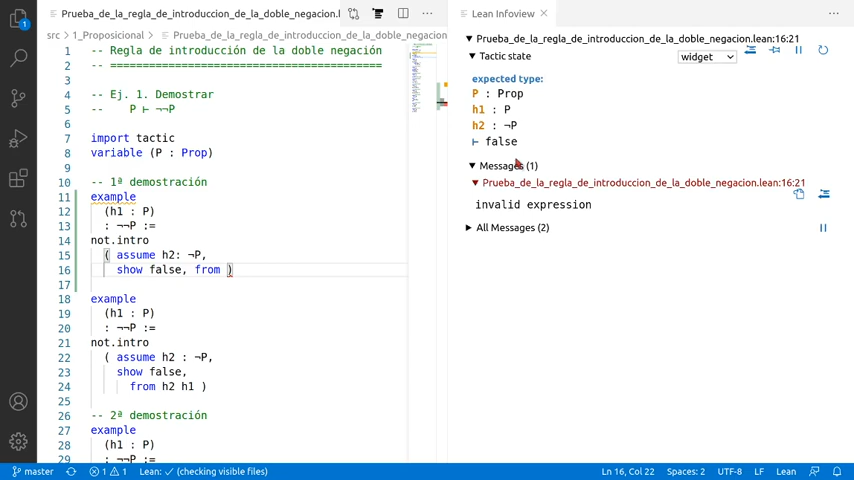 Prueba_de_la_regla_de_introduccion_de_la_doble_negacion.l
src > 1_Proposicional > Prueba_de_la_regla_de_introduccion_de_la_doble_negacion
1 -- Regla de introducción de la doble negación
2 -- ==========================================
3
4 -- Ej. 1. Demostrar
5 --    P ⊢ ¬¬P
6
7 import tactic
8 variable (P : Prop)
9
10 -- 1ª demostración
11 example
12   (h1 : P)
13   : ¬¬P :=
14 not.intro
15   ( assume h2: ¬P,
16     show false, from )
17
18 example
19   (h1 : P)
20   : ¬¬P :=
21 not.intro
22   ( assume h2 : ¬P,
23     show false,
24       from h2 h1 )
25
26 -- 2ª demostración
27 example
28   (h1 : P)
29   : ¬¬P :=
Lean Infoview
Prueba_de_la_regla_de_introduccion_de_la_doble_negacion.lean:16:21
Tactic state
widget
expected type:
P : Prop
h1 : P
h2 : ¬P
⊢ false
Messages (1)
Prueba_de_la_regla_de_introduccion_de_la_doble_negacion.lean:16:21
invalid expression
All Messages (2)
1
master 1 1 Lean: ✓ (checking visible files) Ln 16, Col 22 Spaces: 2 UTF-8 LF Lean